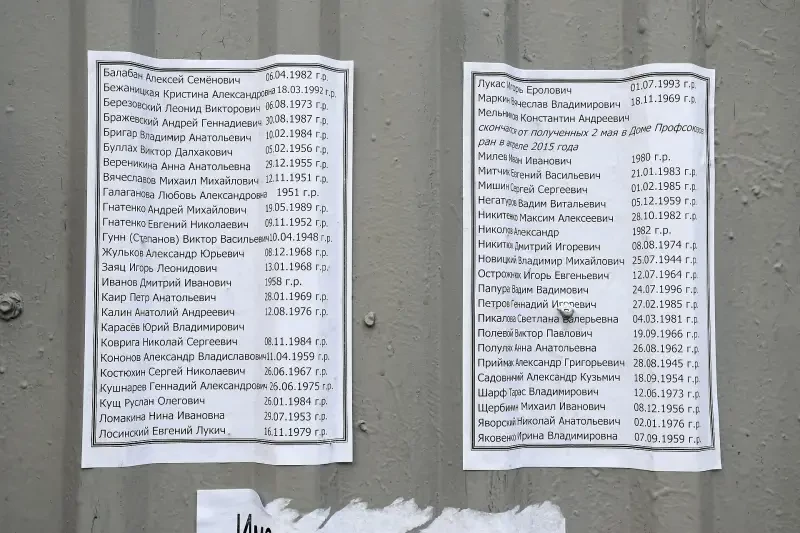 Балабан Алексей Семёнович 06.04.1982 г.р.
Бежаницкая Кристина Александровна 18.03.1992 г.р.
Березовский Леонид Викторович 06.08.1973 г.р.
Бражевский Андрей Геннадиевич 30.08.1987 г.р.
Бригар Владимир Анатольевич 10.02.1984 г.р.
Буллах Виктор Далхакович 05.02.1956 г.р.
Вереникина Анна Анатольевна 29.12.1955 г.р.
Вячеславов Михаил Михайлович 12.11.1951 г.р.
Галаганова Любовь Александровна 1951 г.р.
Гнатенко Андрей Михайлович 19.05.1989 г.р.
Гнатенко Евгений Николаевич 09.11.1952 г.р.
Гунн (Степанов) Виктор Васильевич 10.04.1948 г.р.
Жульков Александр Юрьевич 08.12.1968 г.р.
Заяц Игорь Леонидович 13.01.1968 г.р.
Иванов Дмитрий Иванович 1958 г.р.
Каир Петр Анатольевич 28.01.1969 г.р.
Калин Анатолий Андреевич 12.08.1976 г.р.
Карасёв Юрий Владимирович
Коврига Николай Сергеевич 08.11.1984 г.р.
Кононов Александр Владиславович 11.04.1959 г.р.
Костюхин Сергей Николаевич 26.06.1967 г.р.
Кушнарев Геннадий Александрович 26.06.1975 г.р.
Кущ Руслан Олегович 26.01.1984 г.р.
Ломакина Нина Ивановна 29.07.1953 г.р.
Лосинский Евгений Лукич 16.11.1979 г.р.
Лукас Игорь Еролович 01.07.1993 г.р.
Маркин Вячеслав Владимирович 18.11.1969 г.р.
Мельников Константин Андреевич
скончался от полученных 2 мая в Доме Профсоюзов
ран в апреле 2015 года
Милев Иван Иванович 1980 г.р.
Митчик Евгений Васильевич 21.01.1983 г.р.
Мишин Сергей Сергеевич 01.02.1985 г.р.
Негатуров Вадим Витальевич 05.12.1959 г.р.
Никитенко Максим Алексеевич 28.10.1982 г.р.
Николов Александр 1982 г.р.
Никитюк Дмитрий Игоревич 08.08.1974 г.р.
Новицкий Владимир Михайлович 25.07.1944 г.р.
Острожнюк Игорь Евгеньевич 12.07.1964 г.р.
Папура Вадим Вадимович 24.07.1996 г.р.
Петров Геннадий Игоревич 27.02.1985 г.р.
Пикалова Светлана Валерьевна 04.03.1981 г.р.
Полевой Виктор Павлович 19.09.1966 г.р.
Полулях Анна Анатольевна 26.08.1962 г.р.
Приймак Александр Григорьевич 28.08.1945 г.р.
Садовничий Александр Кузьмич 18.09.1954 г.р.
Шарф Тарас Владимирович 12.06.1973 г.р.
Щербинин Михаил Иванович 08.12.1956 г.р.
Яворский Николай Анатольевич 02.01.1976 г.р.
Яковенко Ирина Владимировна 07.09.1959 г.р.